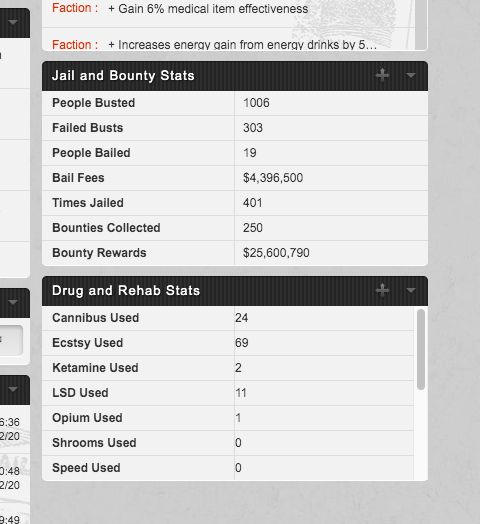 Faction : + Gain 6% medical item effectiveness
Faction : + Increases energy gain from energy drinks by 5…
Jail and Bounty Stats
People Busted 1006
Failed Busts 303
People Bailed 19
Bail Fees $4,396,500
Times Jailed 401
Bounties Collected 250
Bounty Rewards $25,600,790
Drug and Rehab Stats
Cannibus Used 24
Ecstsy Used 69
Ketamine Used 2
LSD Used 11
Opium Used 1
Shrooms Used 0
Speed Used 0
6:36
2/20
0:48
2/20
9:49